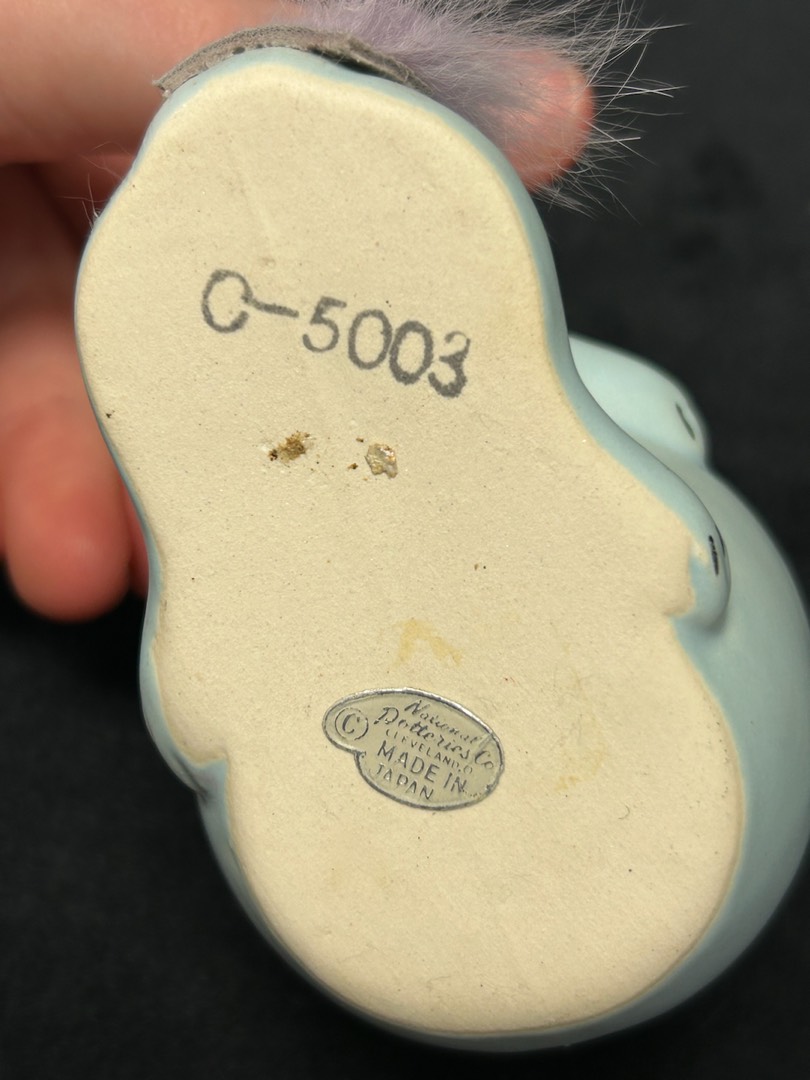 C-5003
National
Potteries Co
CLEVELAND, O.
© MADE IN
JAPAN